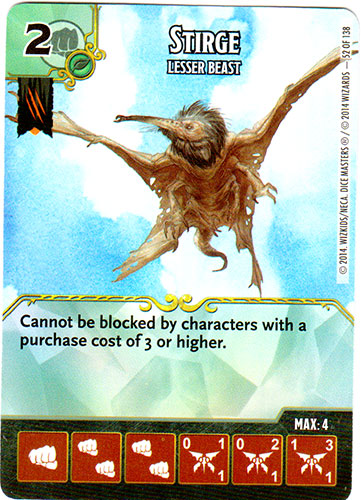 2
STIRGE
LESSER BEAST
52 OF 138
© 2014. WIZKIDS/NECA. DICE MASTERS® / © 2014 WIZARDS —
Cannot be blocked by characters with a
purchase cost of 3 or higher.
MAX: 4
0 1 1
0 2 1
1 3 1